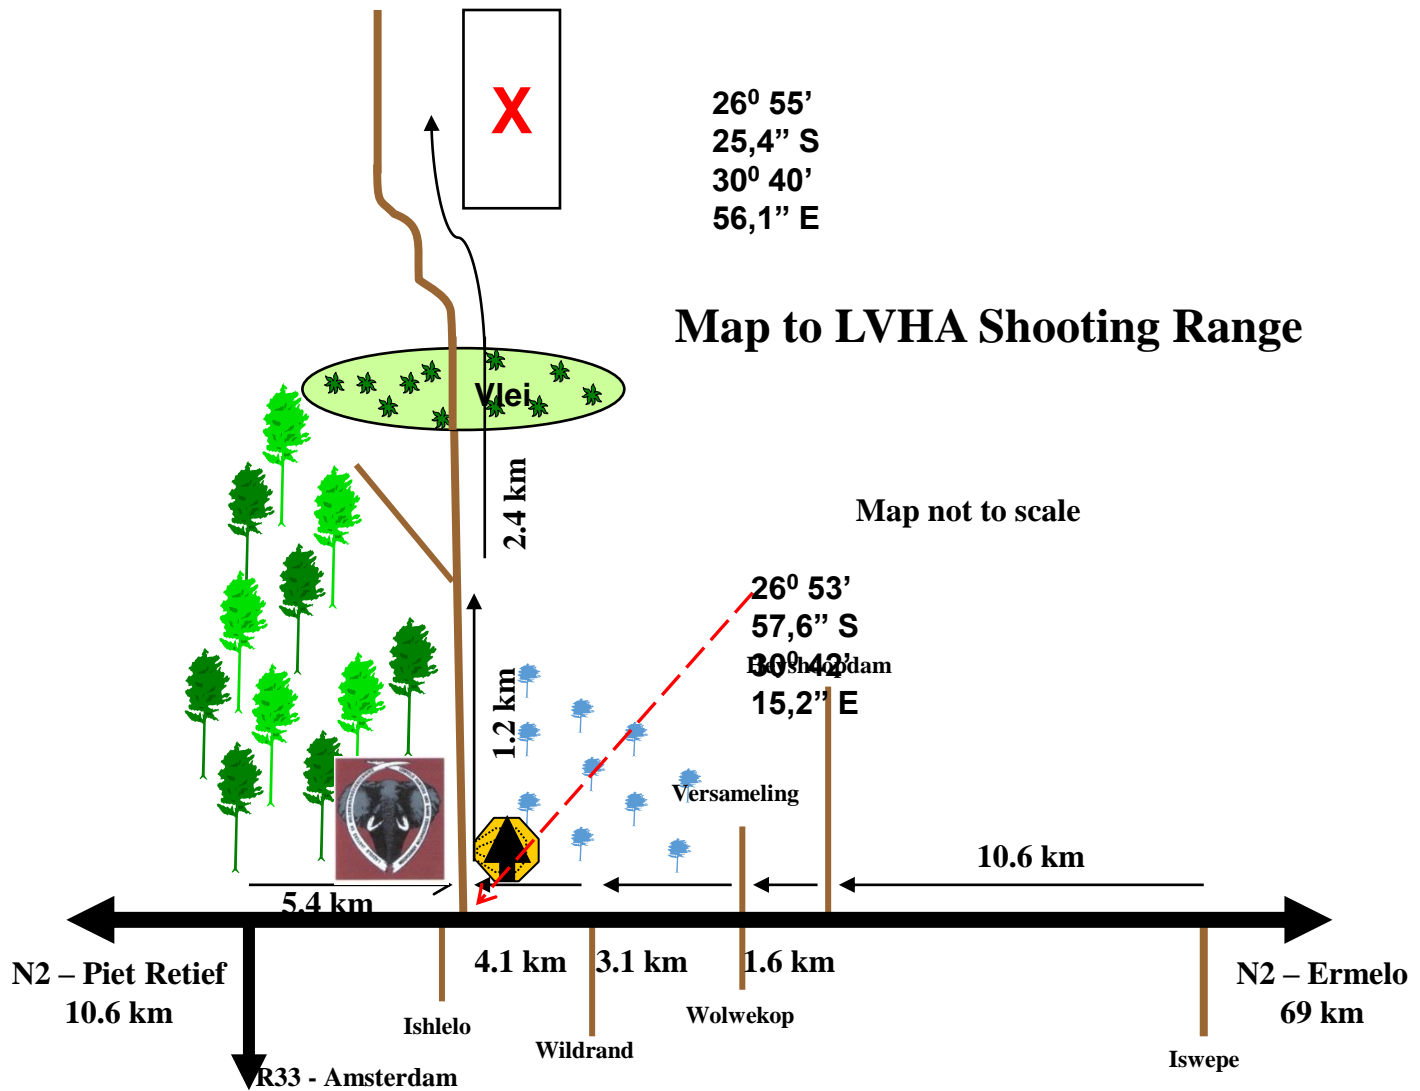 X
26⁰ 55’
25,4” S
30⁰ 40’
56,1” E
Map to LVHA Shooting Range
Vlei
2.4 km
Map not to scale
26⁰ 53’
57,6” S
30⁰ 42’
15,2” E
Heyshoopdam
1.2 km
Versameling
10.6 km
5.4 km
4.1 km
3.1 km
1.6 km
N2 – Piet Retief
10.6 km
N2 – Ermelo
69 km
Ishlelo
Wildrand
Wolwekop
Iswepe
R33 - Amsterdam